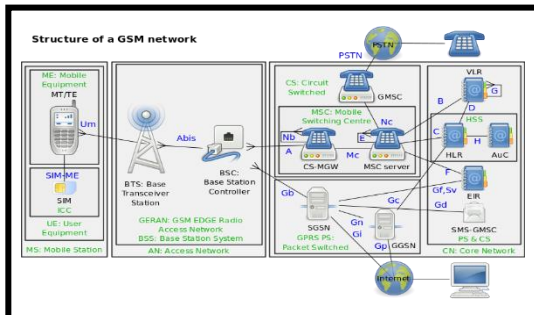 Structure of a GSM network
PSTN
PSTN
ME: Mobile
Equipment
MT/TE
Um
SIM-ME
SIM
ICC
UE: User
Equipment
MS: Mobile Station
BTS: Base
Transceiver
Station
Abis
BSC:
Base Station
Controller
GERAN: GSM EDGE Radio
Access Network
BSS: Base Station System
AN: Access Network
CS: Circuit
Switched
GMSC
MSC: Mobile
Switching Centre
Nb
Nc
E
A
Mc
CS-MGW
MSC server
VLR
B
G
D
HSS
C
H
HLR
AuC
F
EIR
Gf,Sv
Gd
SMS-GMSC
PS & CS
CN: Core Network
Gb
Gc
SGSN
Gn
Gi
Gp
GPRS PS:
Packet Switched
GGSN
Internet